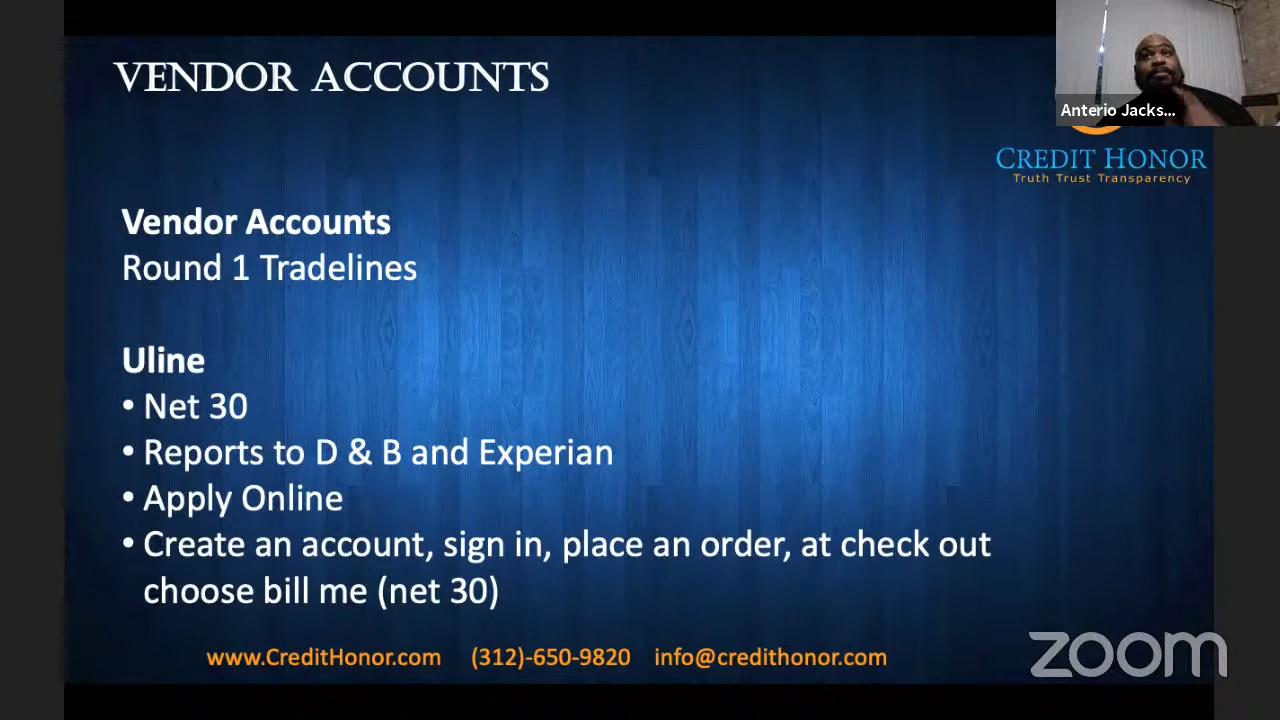 VENDOR ACCOUNTS
Anterio Jacks...
CREDIT HONOR
Truth Trust Transparency
Vendor Accounts
Round 1 Tradelines
Uline
• Net 30
• Reports to D & B and Experian
• Apply Online
• Create an account, sign in, place an order, at check out
choose bill me (net 30)
www.CreditHonor.com (312)-650-9820 info@credithonor.com
zoom